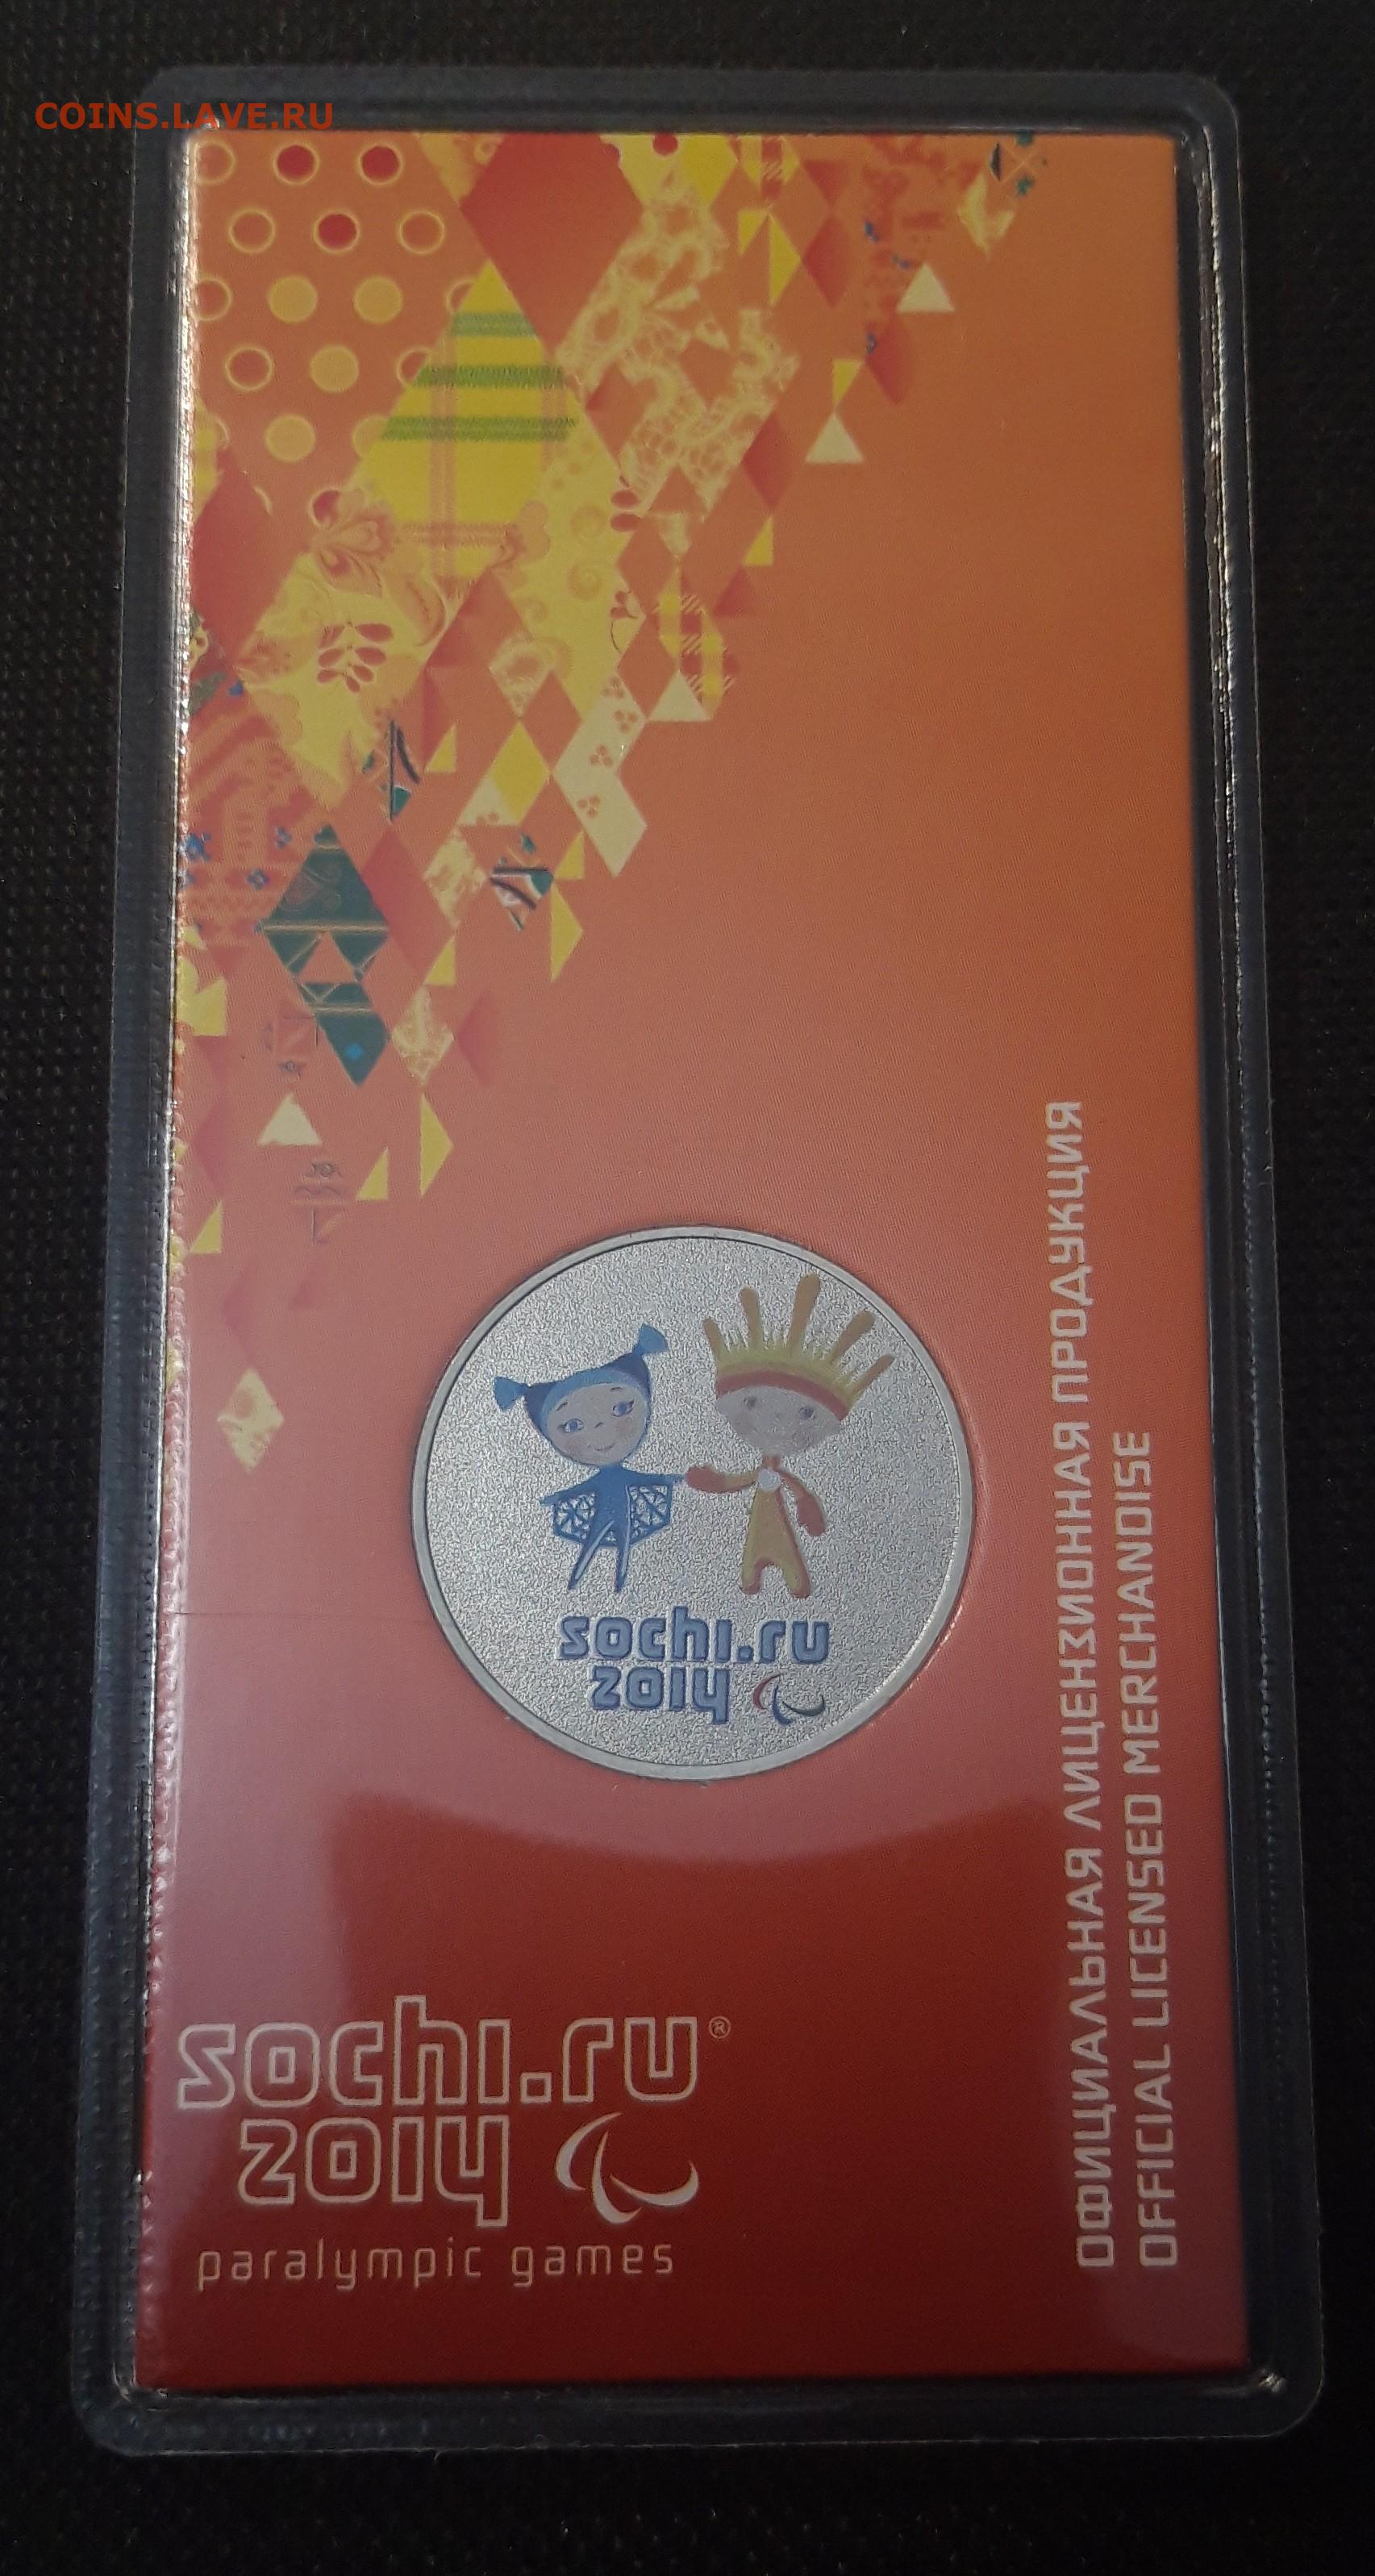 COINS.LAVE.RU
sochi.ru
2014
sochi.ru®
2014
paralympic games
ОФИЦИАЛЬНАЯ ЛИЦЕНЗИОННАЯ ПРОДУКЦИЯ
OFFICIAL LICENSED MERCHANDISE